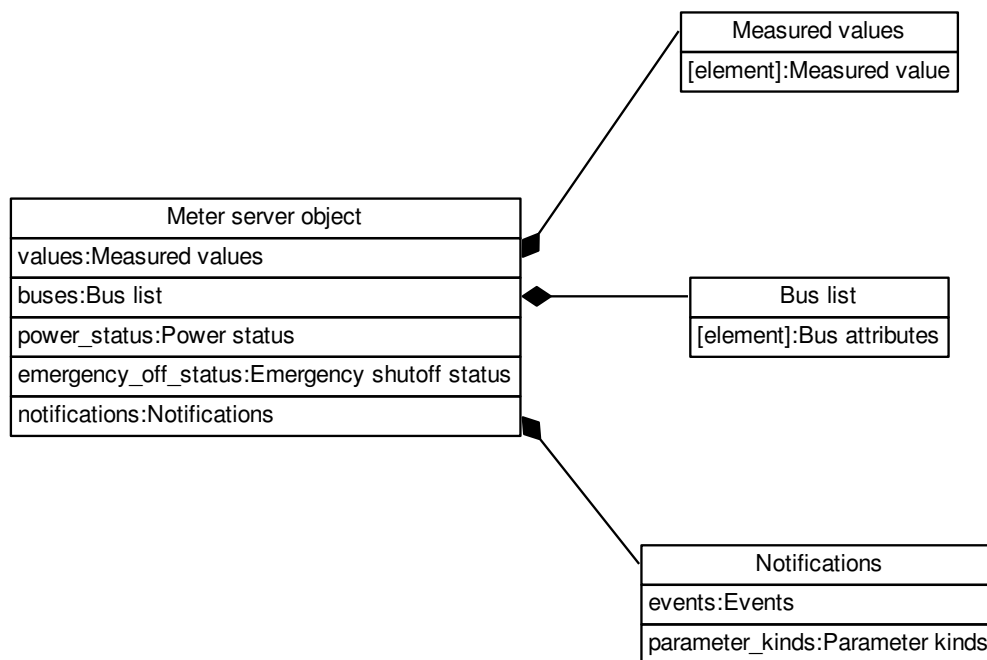 Measured values
[element]:Measured value
Meter server object
values:Measured values
buses:Bus list
power_status:Power status
emergency_off_status:Emergency shutoff status
notifications:Notifications
Bus list
[element]:Bus attributes
Notifications
events:Events
parameter_kinds:Parameter kinds